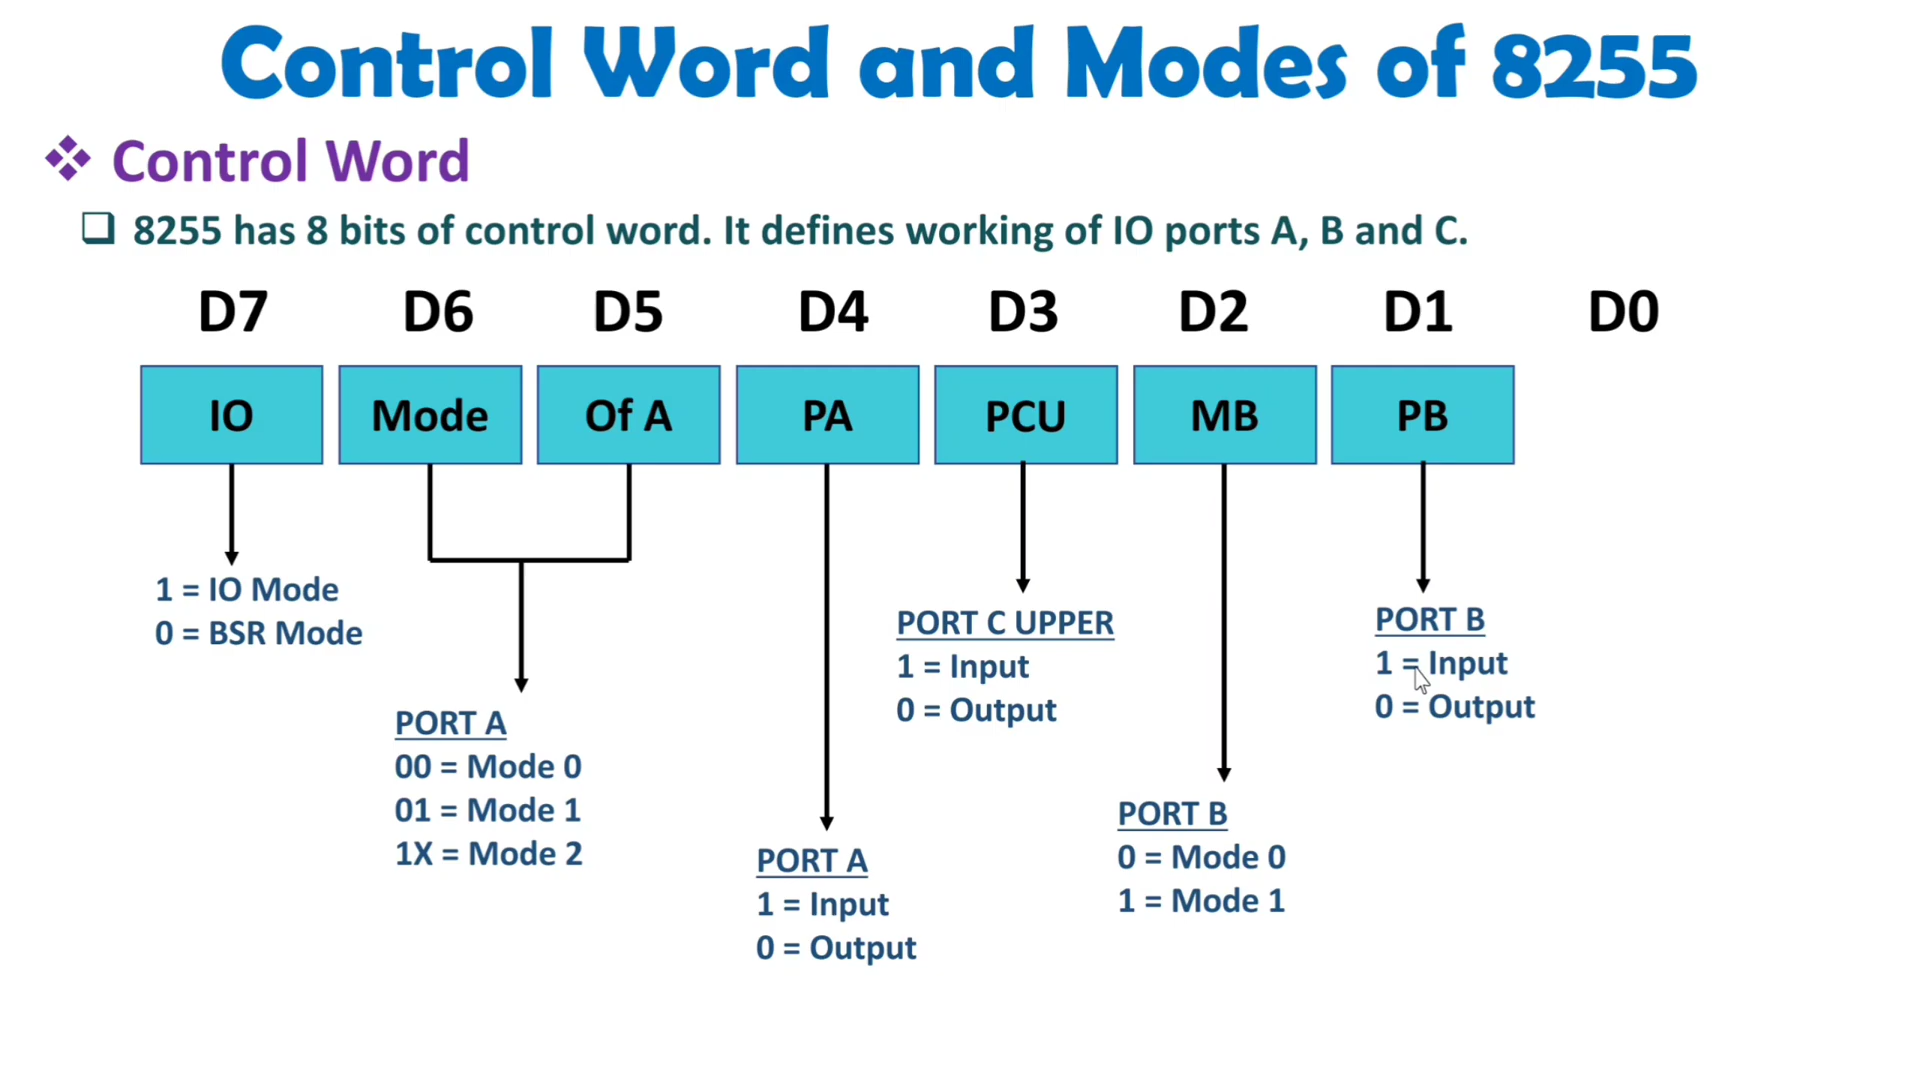 Control Word and Modes of 8255
Control Word
8255 has 8 bits of control word. It defines working of IO ports A, B and C.
D7 D6 D5 D4 D3 D2 D1 D0
IO Mode Of A PA PCU MB PB
1 = IO Mode
0 = BSR Mode
PORT A
00 = Mode 0
01 = Mode 1
1X = Mode 2
PORT A
1 = Input
0 = Output
PORT C UPPER
1 = Input
0 = Output
PORT B
0 = Mode 0
1 = Mode 1
PORT B
1 = Input
0 = Output